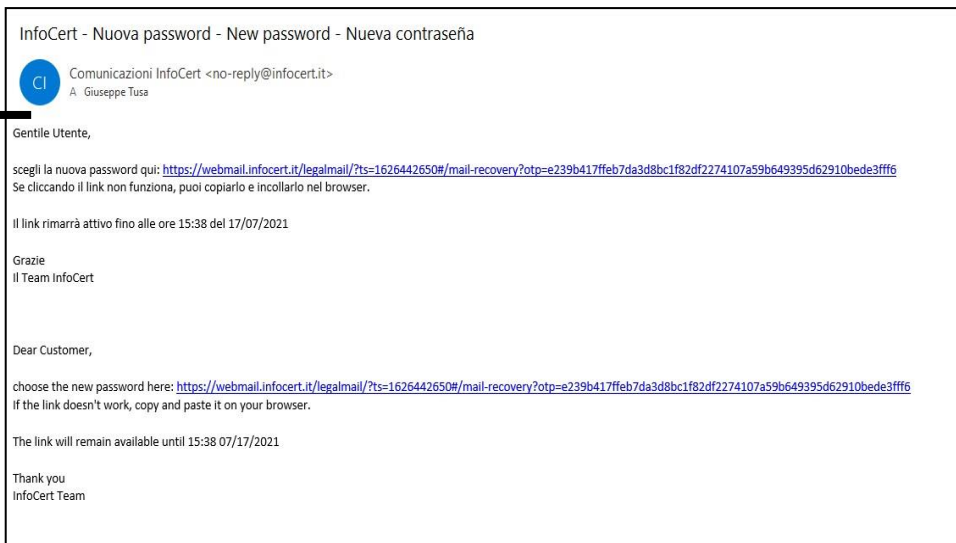 InfoCert - Nuova password - New password - Nueva contraseña
CI
Comunicazioni InfoCert <no-reply@infocert.it>
A Giuseppe Tusa
Gentile Utente,
scegli la nuova password qui: https://webmail.infocert.it/legalmail/?ts=1626442650#/mail-recovery?otp=e239b417ffeb7da3d8bc1f82df2274107a59b649395d62910bede3fff6
Se cliccando il link non funziona, puoi copiarlo e incollarlo nel browser.
Il link rimarrà attivo fino alle ore 15:38 del 17/07/2021
Grazie
Il Team InfoCert
Dear Customer,
choose the new password here: https://webmail.infocert.it/legalmail/?ts=1626442650#/mail-recovery?otp=e239b417ffeb7da3d8bc1f82df2274107a59b649395d62910bede3fff6
If the link doesn't work, copy and paste it on your browser.
The link will remain available until 15:38 07/17/2021
Thank you
InfoCert Team